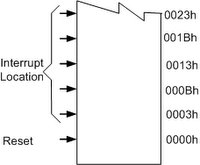 0023h
001Bh
Interrupt
Location
0013h
000Bh
0003h
Reset
0000h